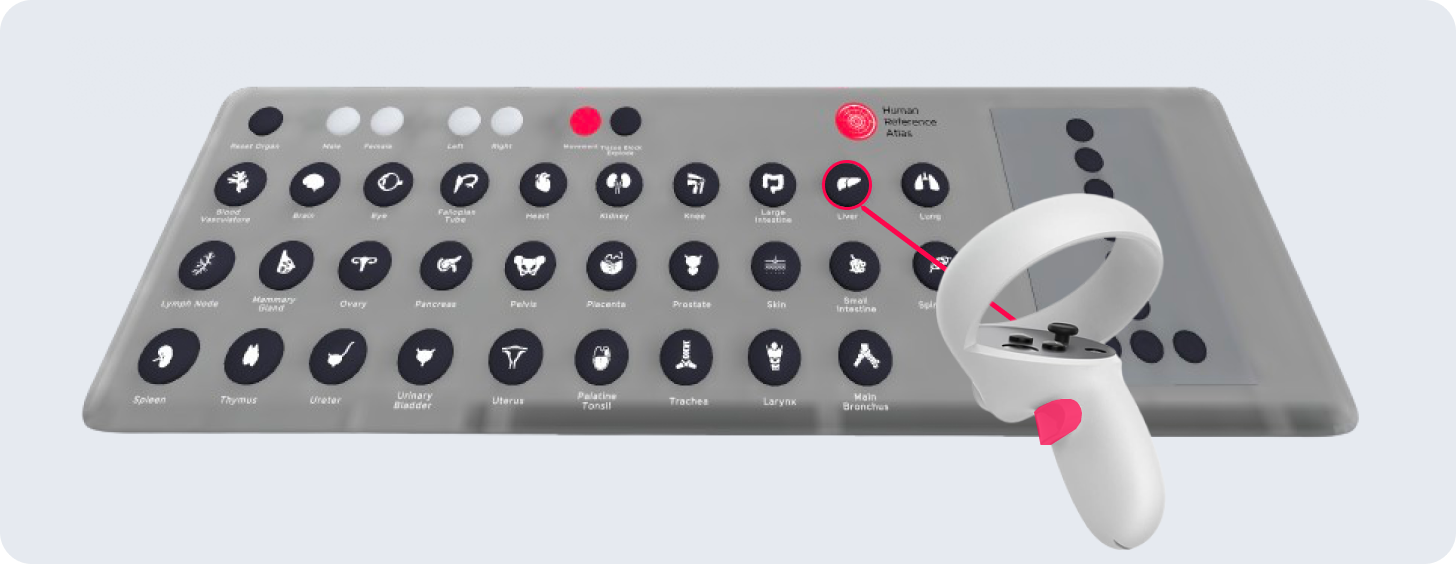 Human
Reference
Atlas
Reset Organ
Male
Female
Left
Right
Movement
Tissue Block
Explode
Blood
Vasculature
Brain
Eye
Fallopian
Tube
Heart
Kidney
Knee
Large
Intestine
Liver
Lung
Lymph Node
Mammary
Gland
Ovary
Pancreas
Pelvis
Placenta
Prostate
Skin
Small
Intestine
Spleen
Thymus
Ureter
Urinary
Bladder
Uterus
Palatine
Tonsil
Trachea
Larynx
Main
Bronchus